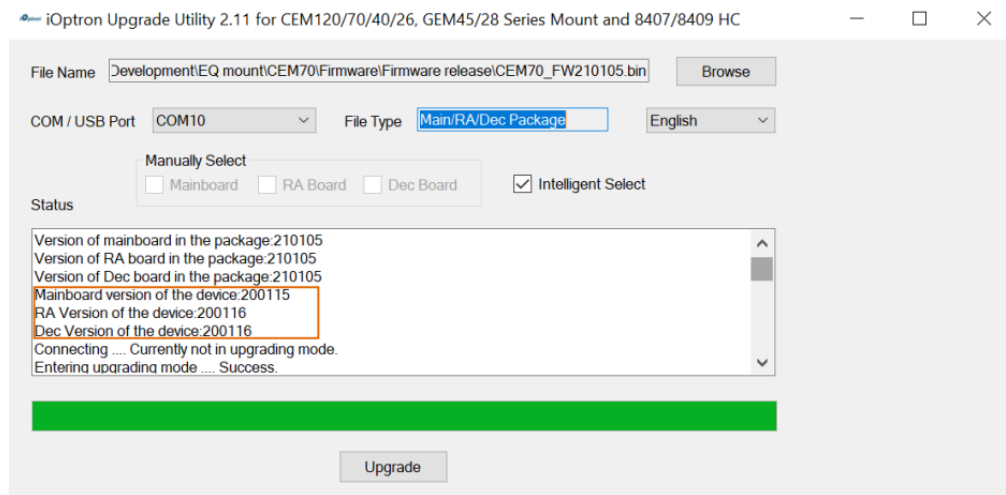 iOptron Upgrade Utility 2.11 for CEM120/70/40/26, GEM45/28 Series Mount and 8407/8409 HC
File Name Development\EQ mount\CEM70\Firmware\Firmware release\CEM70_FW210105.bin Browse
COM / USB Port COM10 File Type Main/RA/Dec Package English
Manually Select
Mainboard RA Board Dec Board Intelligent Select
Status
Version of mainboard in the package:210105
Version of RA board in the package:210105
Version of Dec board in the package:210105
Mainboard version of the device:200115
RA Version of the device:200116
Dec Version of the device:200116
Connecting .... Currently not in upgrading mode.
Entering upgrading mode .... Success.
Upgrade